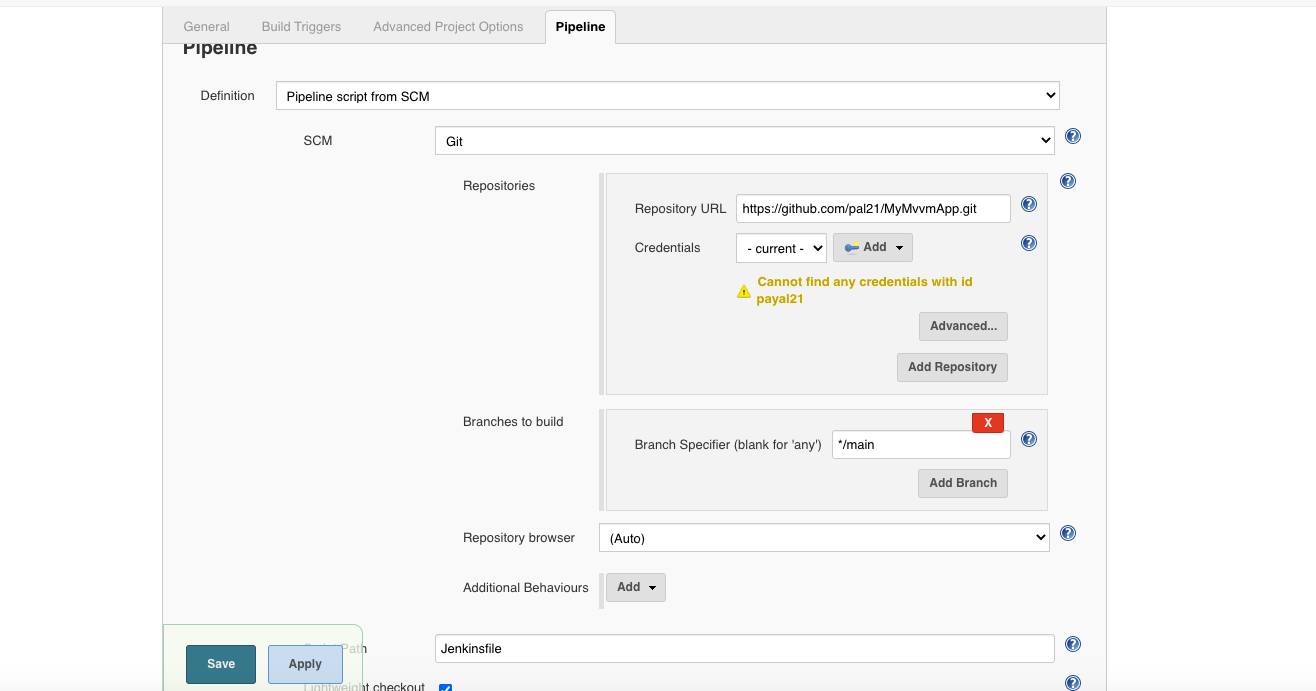 General Build Triggers Advanced Project Options Pipeline
Pipeline
Definition Pipeline script from SCM
SCM Git
Repositories
Repository URL https://github.com/pal21/MyMvvmApp.git
Credentials - current - Add
Cannot find any credentials with id
payal21
Advanced...
Add Repository
Branches to build
X
Branch Specifier (blank for 'any') */main
Add Branch
Repository browser (Auto)
Additional Behaviours Add
Script Path Jenkinsfile
Save Apply
Lightweight checkout